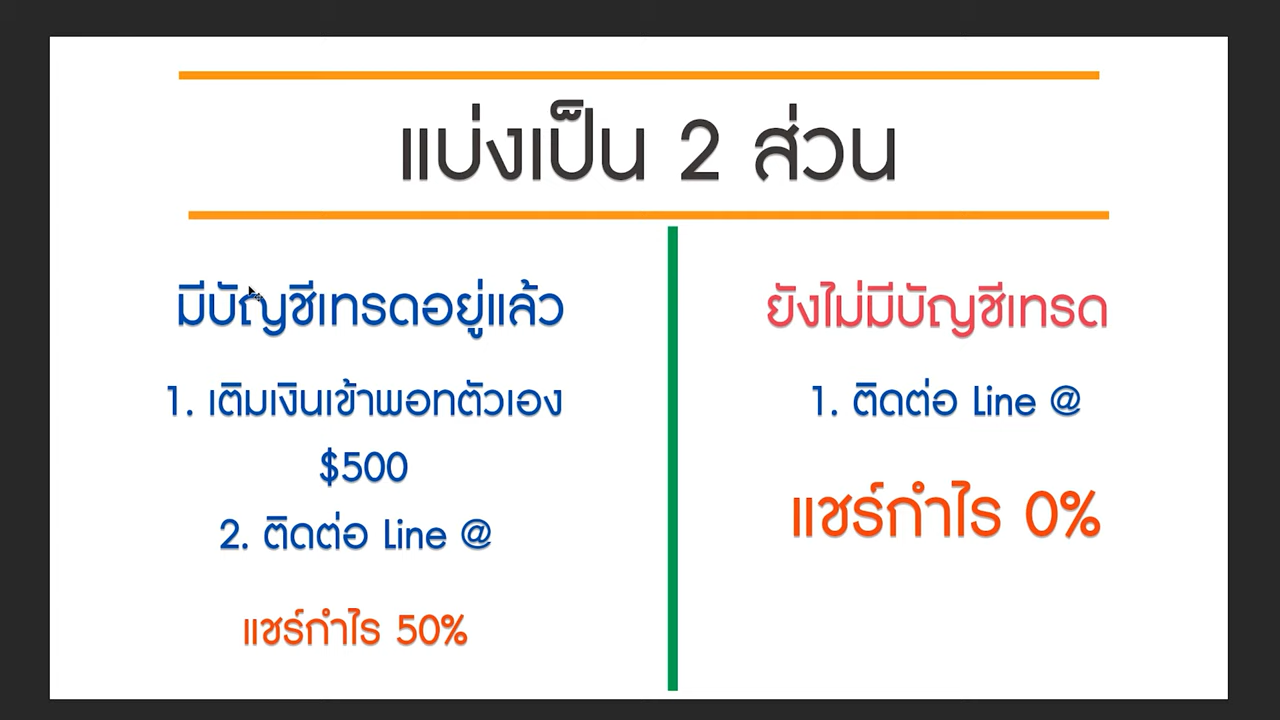 แบ่งเป็น 2 ส่วน
มีบัญชีเทรดอยู่แล้ว
1. เติมเงินเข้าพอทตัวเอง
$500
2. ติดต่อ Line @
แชร์กำไร 50%
ยังไม่มีบัญชีเทรด
1. ติดต่อ Line @
แชร์กำไร 0%